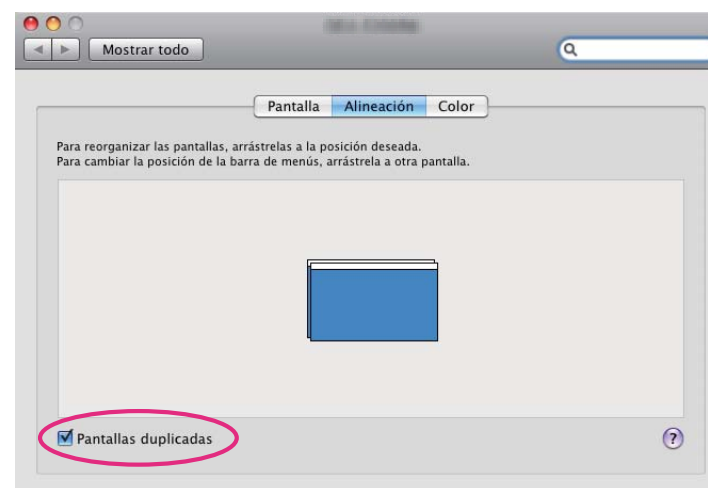 Mostrar todo
Pantalla Alineación Color
Para reorganizar las pantallas, arrástrelas a la posición deseada.
Para cambiar la posición de la barra de menús, arrástrela a otra pantalla.
Pantallas duplicadas
?